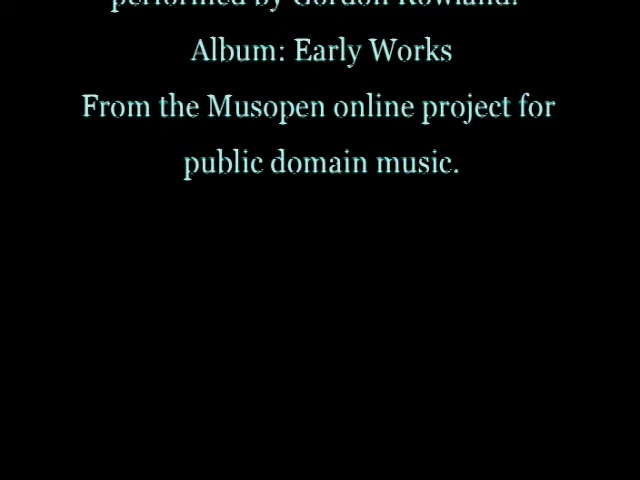 performed by Gordon Rowland.
Album: Early Works
From the Musopen online project for
public domain music.